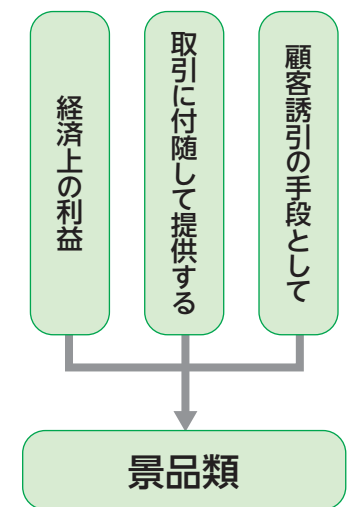 顧客誘引の手段として
取引に付随して提供する
経済上の利益
景品類